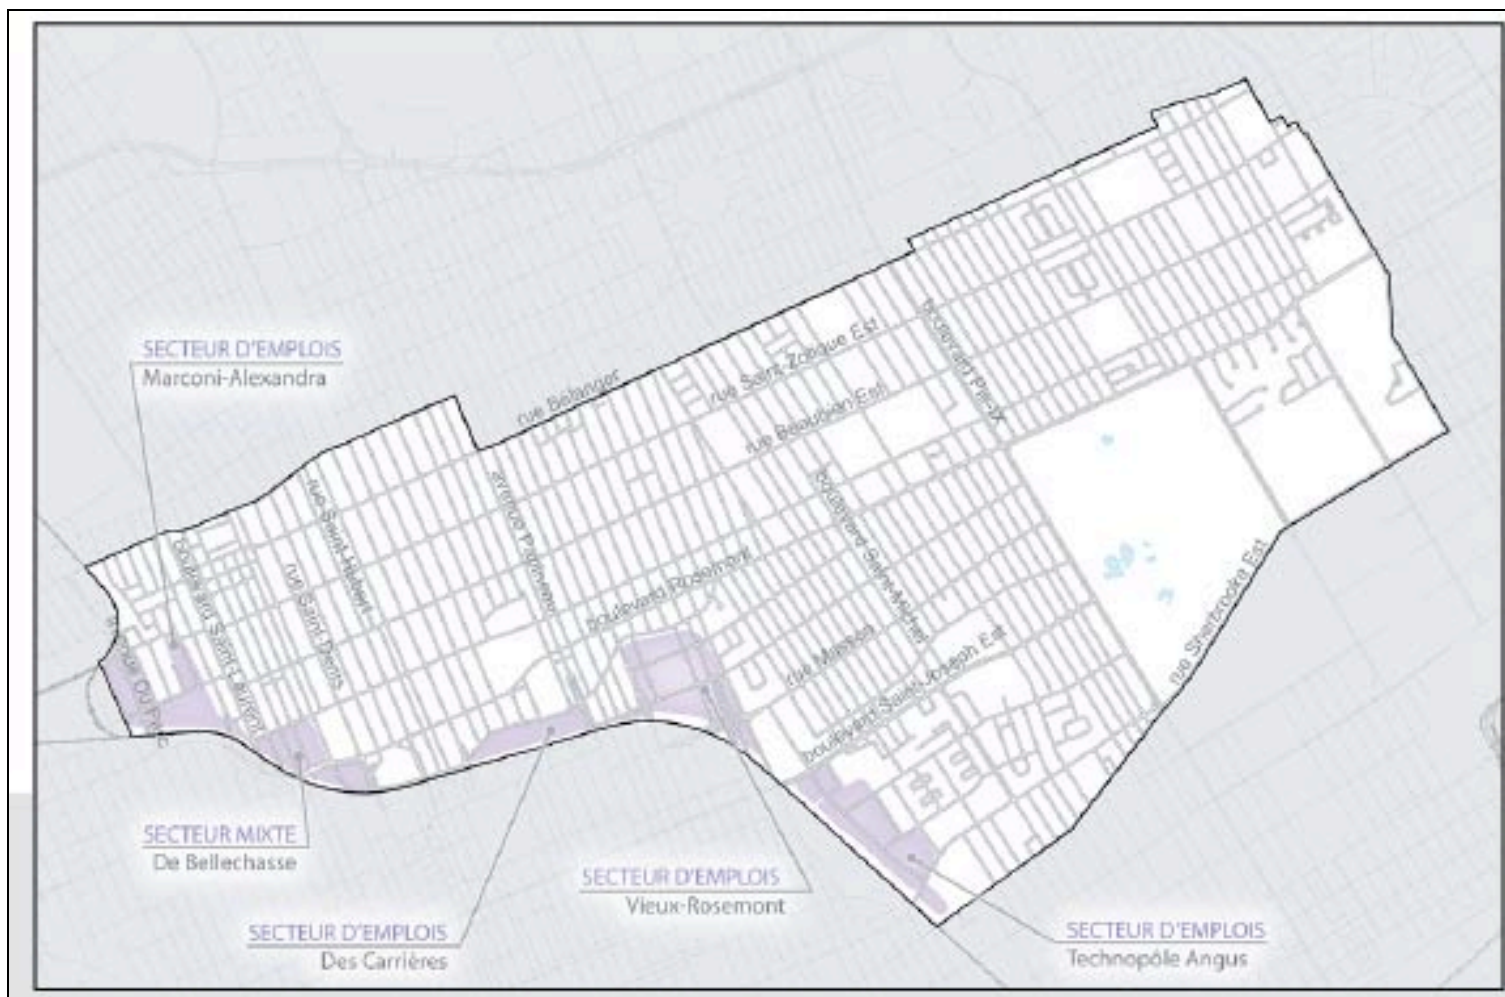 SECTEUR D'EMPLOIS
Marconi-Alexandra
rue Bélanger
rue Saint-Zotique Est
boulevard Pie-IX
rue Beaubien Est
rue Saint-Hubert
avenue Papineau
boulevard Saint-Michel
boulevard Saint-Laurent
rue Saint-Denis
boulevard Rosemont
rue Masson
boulevard Saint-Joseph Est
rue Sherbrooke Est
Du Parc
SECTEUR MIXTE
De Bellechasse
SECTEUR D'EMPLOIS
Vieux-Rosemont
SECTEUR D'EMPLOIS
Des Carrières
SECTEUR D'EMPLOIS
Technopôle Angus